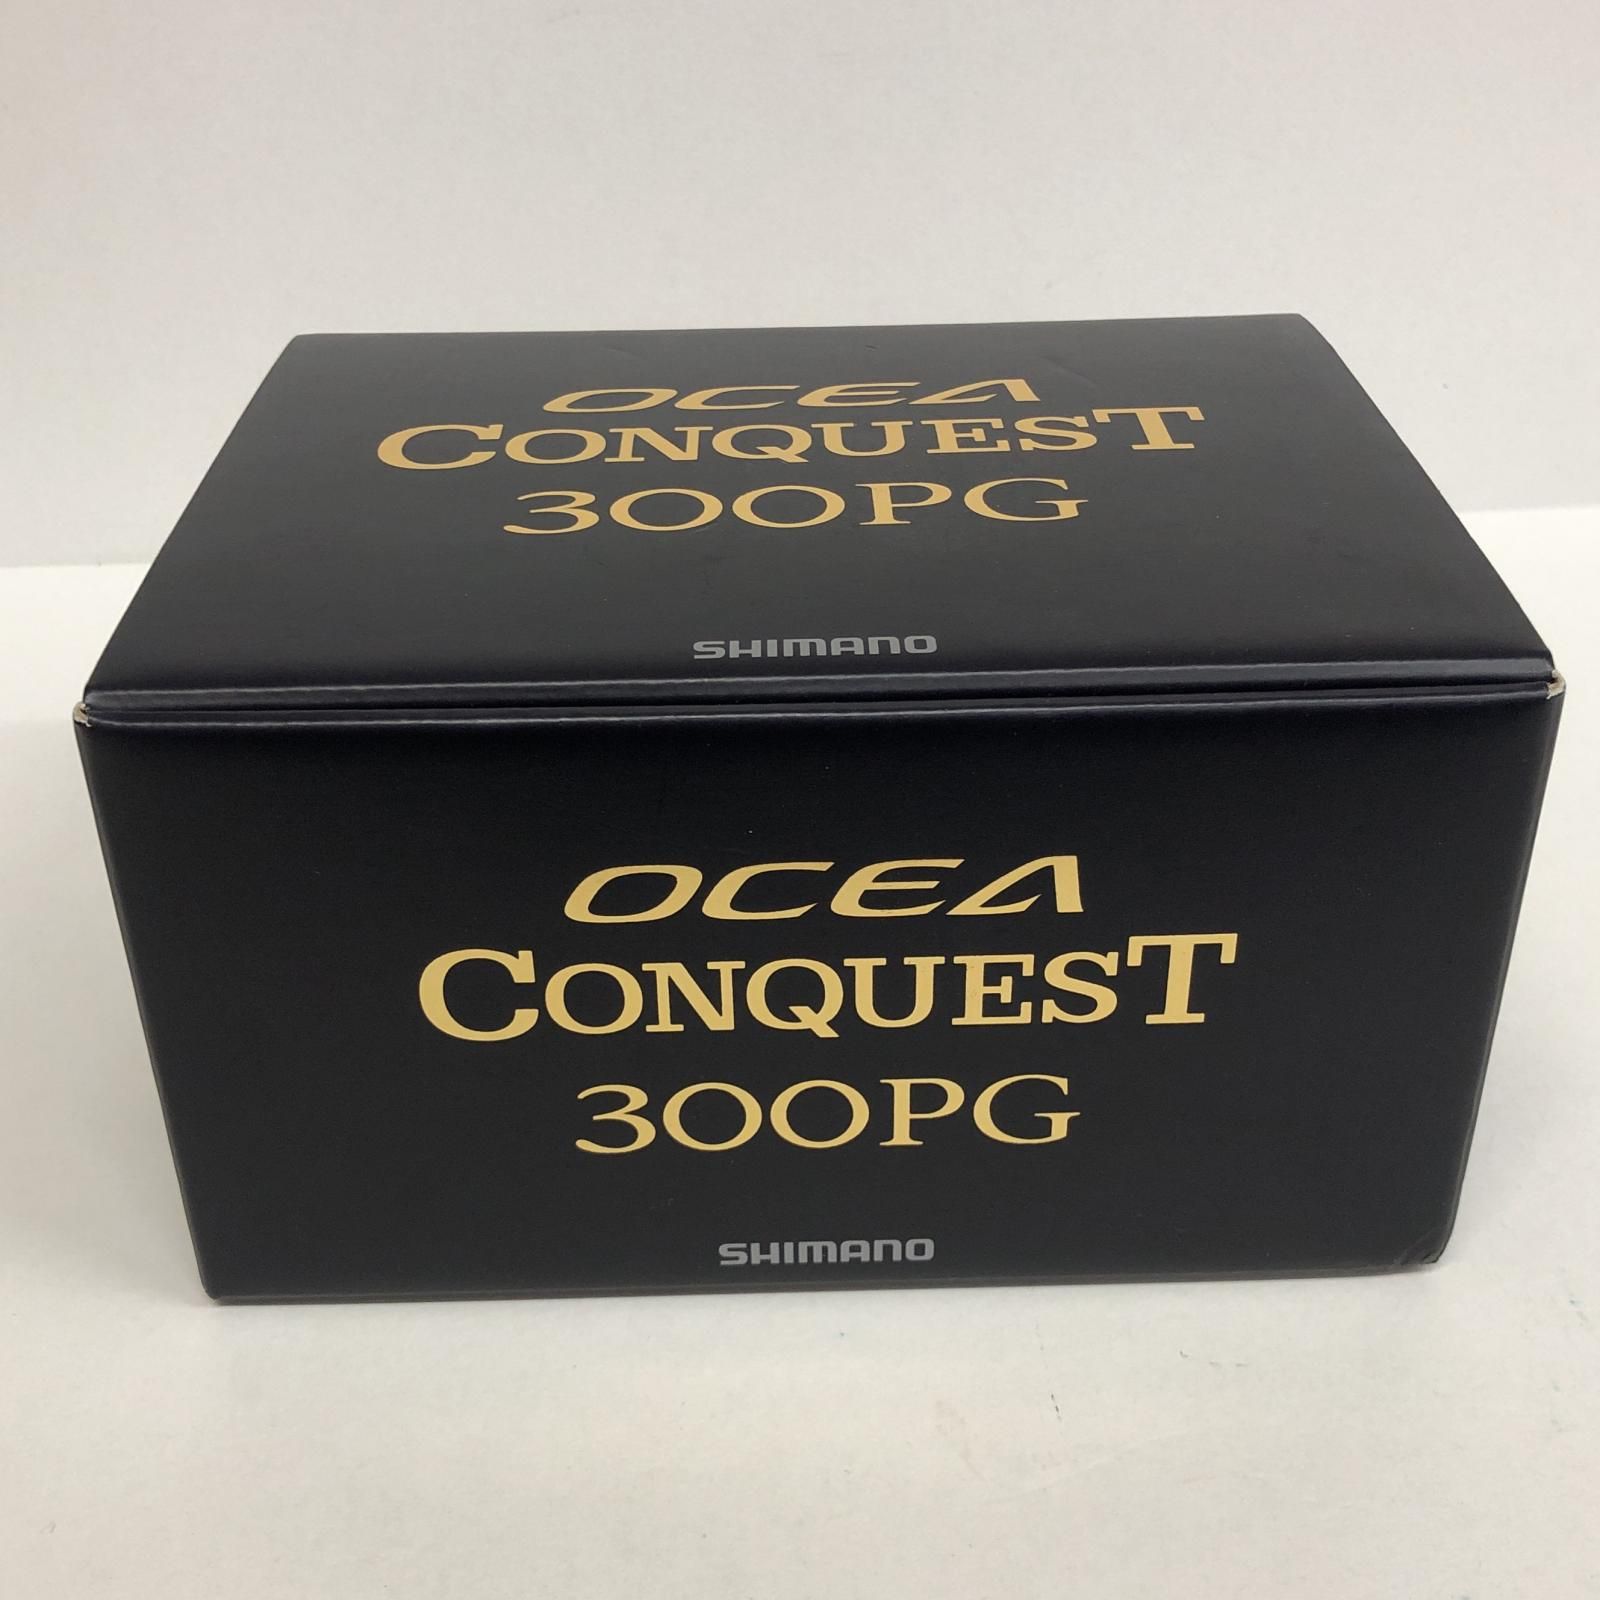 OCEA
CONQUEST
300PG
SHIMANO
OCEA
CONQUEST
300PG
SHIMANO